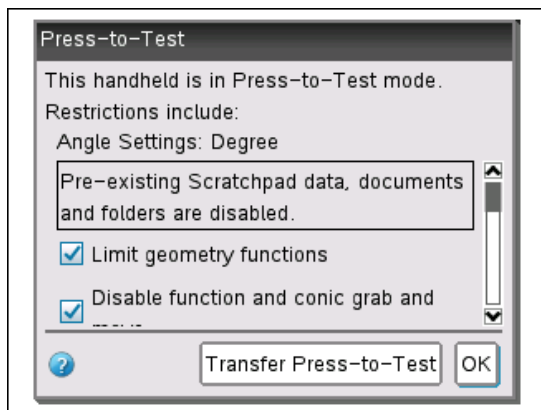 Press-to-Test
This handheld is in Press-to-Test mode.
Restrictions include:
Angle Settings: Degree
Pre-existing Scratchpad data, documents
and folders are disabled.
Limit geometry functions
Disable function and conic grab and
?
Transfer Press-to-Test
OK